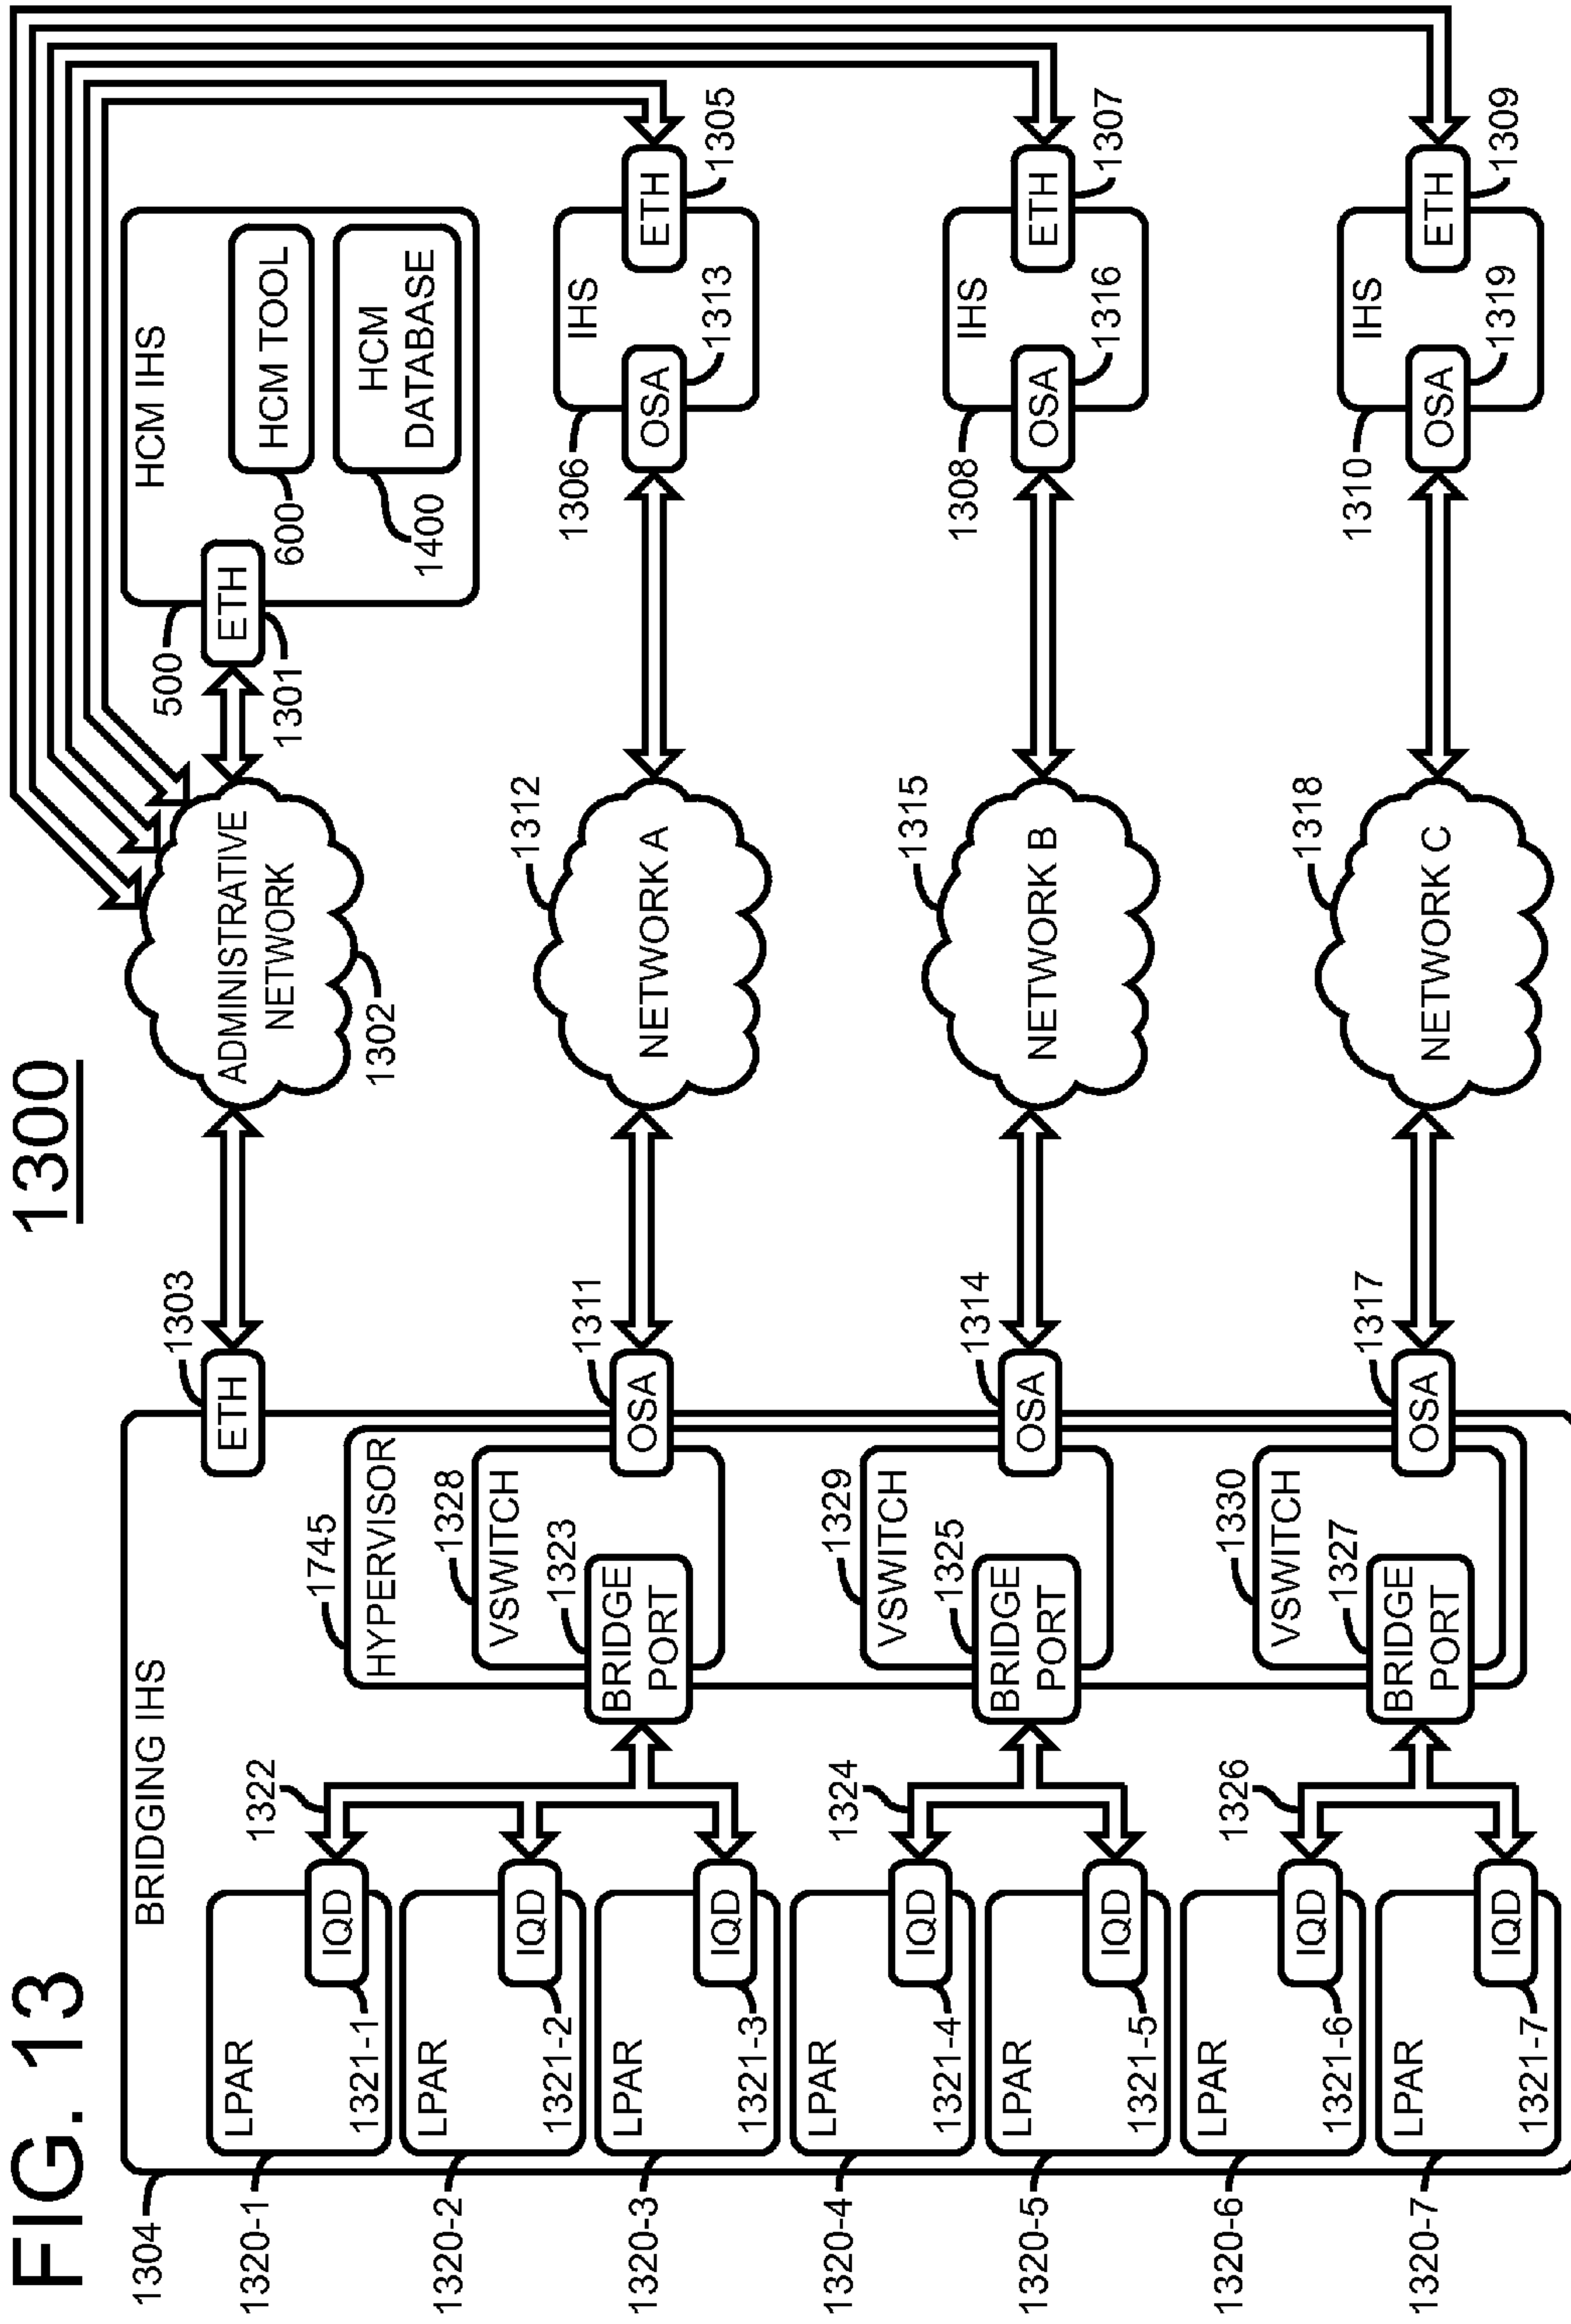 FIG. 13
1300
1304
BRIDGING IHS
1320-1
LPAR
1321-1
IQD
1322
1320-2
LPAR
1321-2
IQD
1320-3
LPAR
1321-3
IQD
1320-4
LPAR
1321-4
IQD
1324
1320-5
LPAR
1321-5
IQD
1320-6
LPAR
1321-6
IQD
1326
1320-7
LPAR
1321-7
IQD
1745
HYPERVISOR
1328
VSWITCH
1323
BRIDGE
PORT
1311
OSA
1329
VSWITCH
1325
BRIDGE
PORT
1314
OSA
1330
VSWITCH
1327
BRIDGE
PORT
1317
OSA
1303
ETH
ADMINISTRATIVE
NETWORK
1302
1312
NETWORK A
1315
NETWORK B
1318
NETWORK C
500
HCM IHS
ETH
1301
HCM TOOL
600
HCM
DATABASE
1400
1306
IHS
OSA
1313
ETH
1305
1308
IHS
OSA
1316
ETH
1307
1310
IHS
OSA
1319
ETH
1309